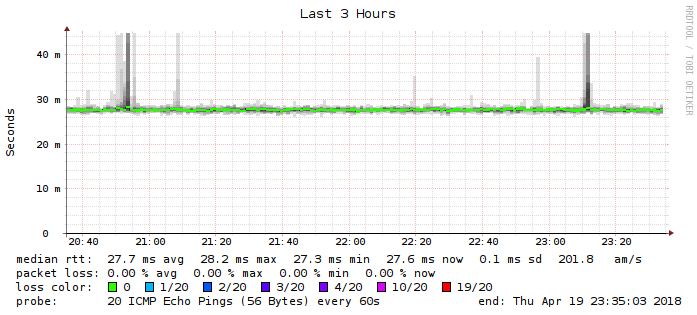 Last 3 Hours
RRDTOOL / TOBI OETIKER
Seconds
40 m
30 m
20 m
10 m
0
20:40 21:00 21:20 21:40 22:00 22:20 22:40 23:00 23:20
median rtt: 27.7 ms avg 28.2 ms max 27.3 ms min 27.6 ms now 0.1 ms sd 201.8 am/s
packet loss: 0.00 % avg 0.00 % max 0.00 % min 0.00 % now
loss color: 0 1/20 2/20 3/20 4/20 10/20 19/20
probe: 20 ICMP Echo Pings (56 Bytes) every 60s end: Thu Apr 19 23:35:03 2018